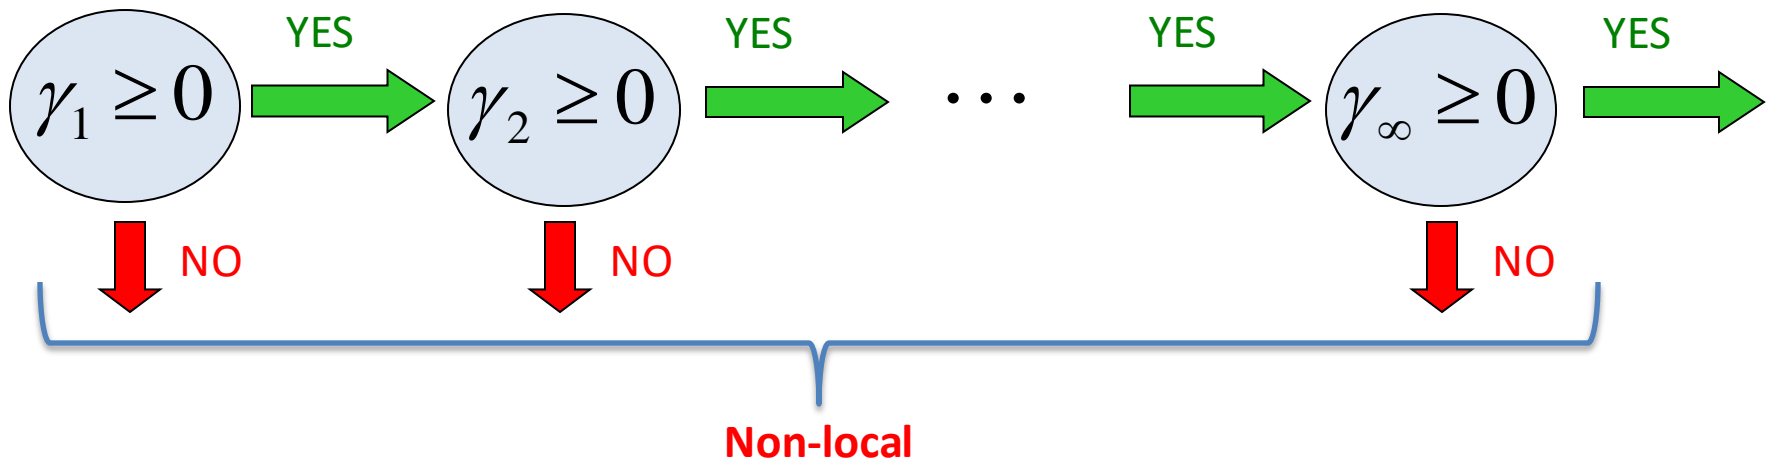 YES YES YES YES
γ₁ ≥ 0 γ₂ ≥ 0 ... γ∞ ≥ 0
NO NO NO
Non-local